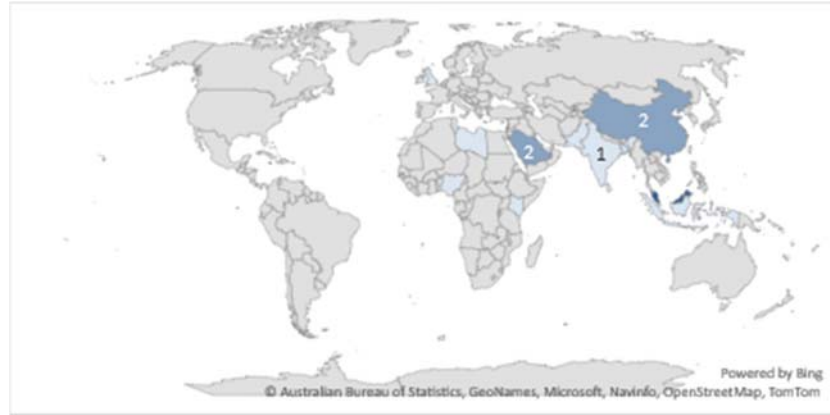 2
2
1
Powered by Bing
© Australian Bureau of Statistics, GeoNames, Microsoft, Navinfo, OpenStreetMap, TomTom